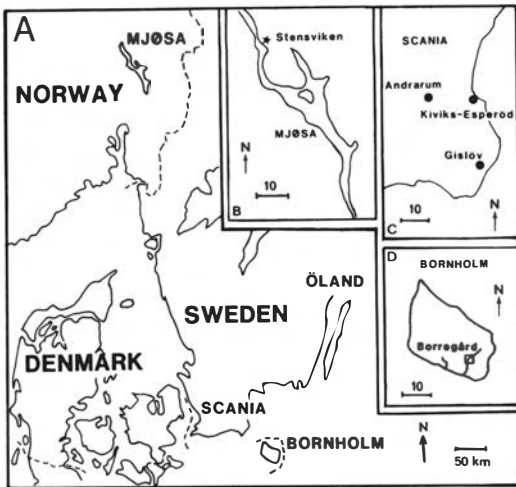 A
MJØSA
NORWAY
ÖLAND
SWEDEN
DENMARK
SCANIA
BORNHOLM
N
50 km
Stensviken
MJØSA
N
10
B
SCANIA
Andrarum
Kiviks-Esperöd
Gislöv
10
N
C
D
BORNHOLM
N
Borregård
10